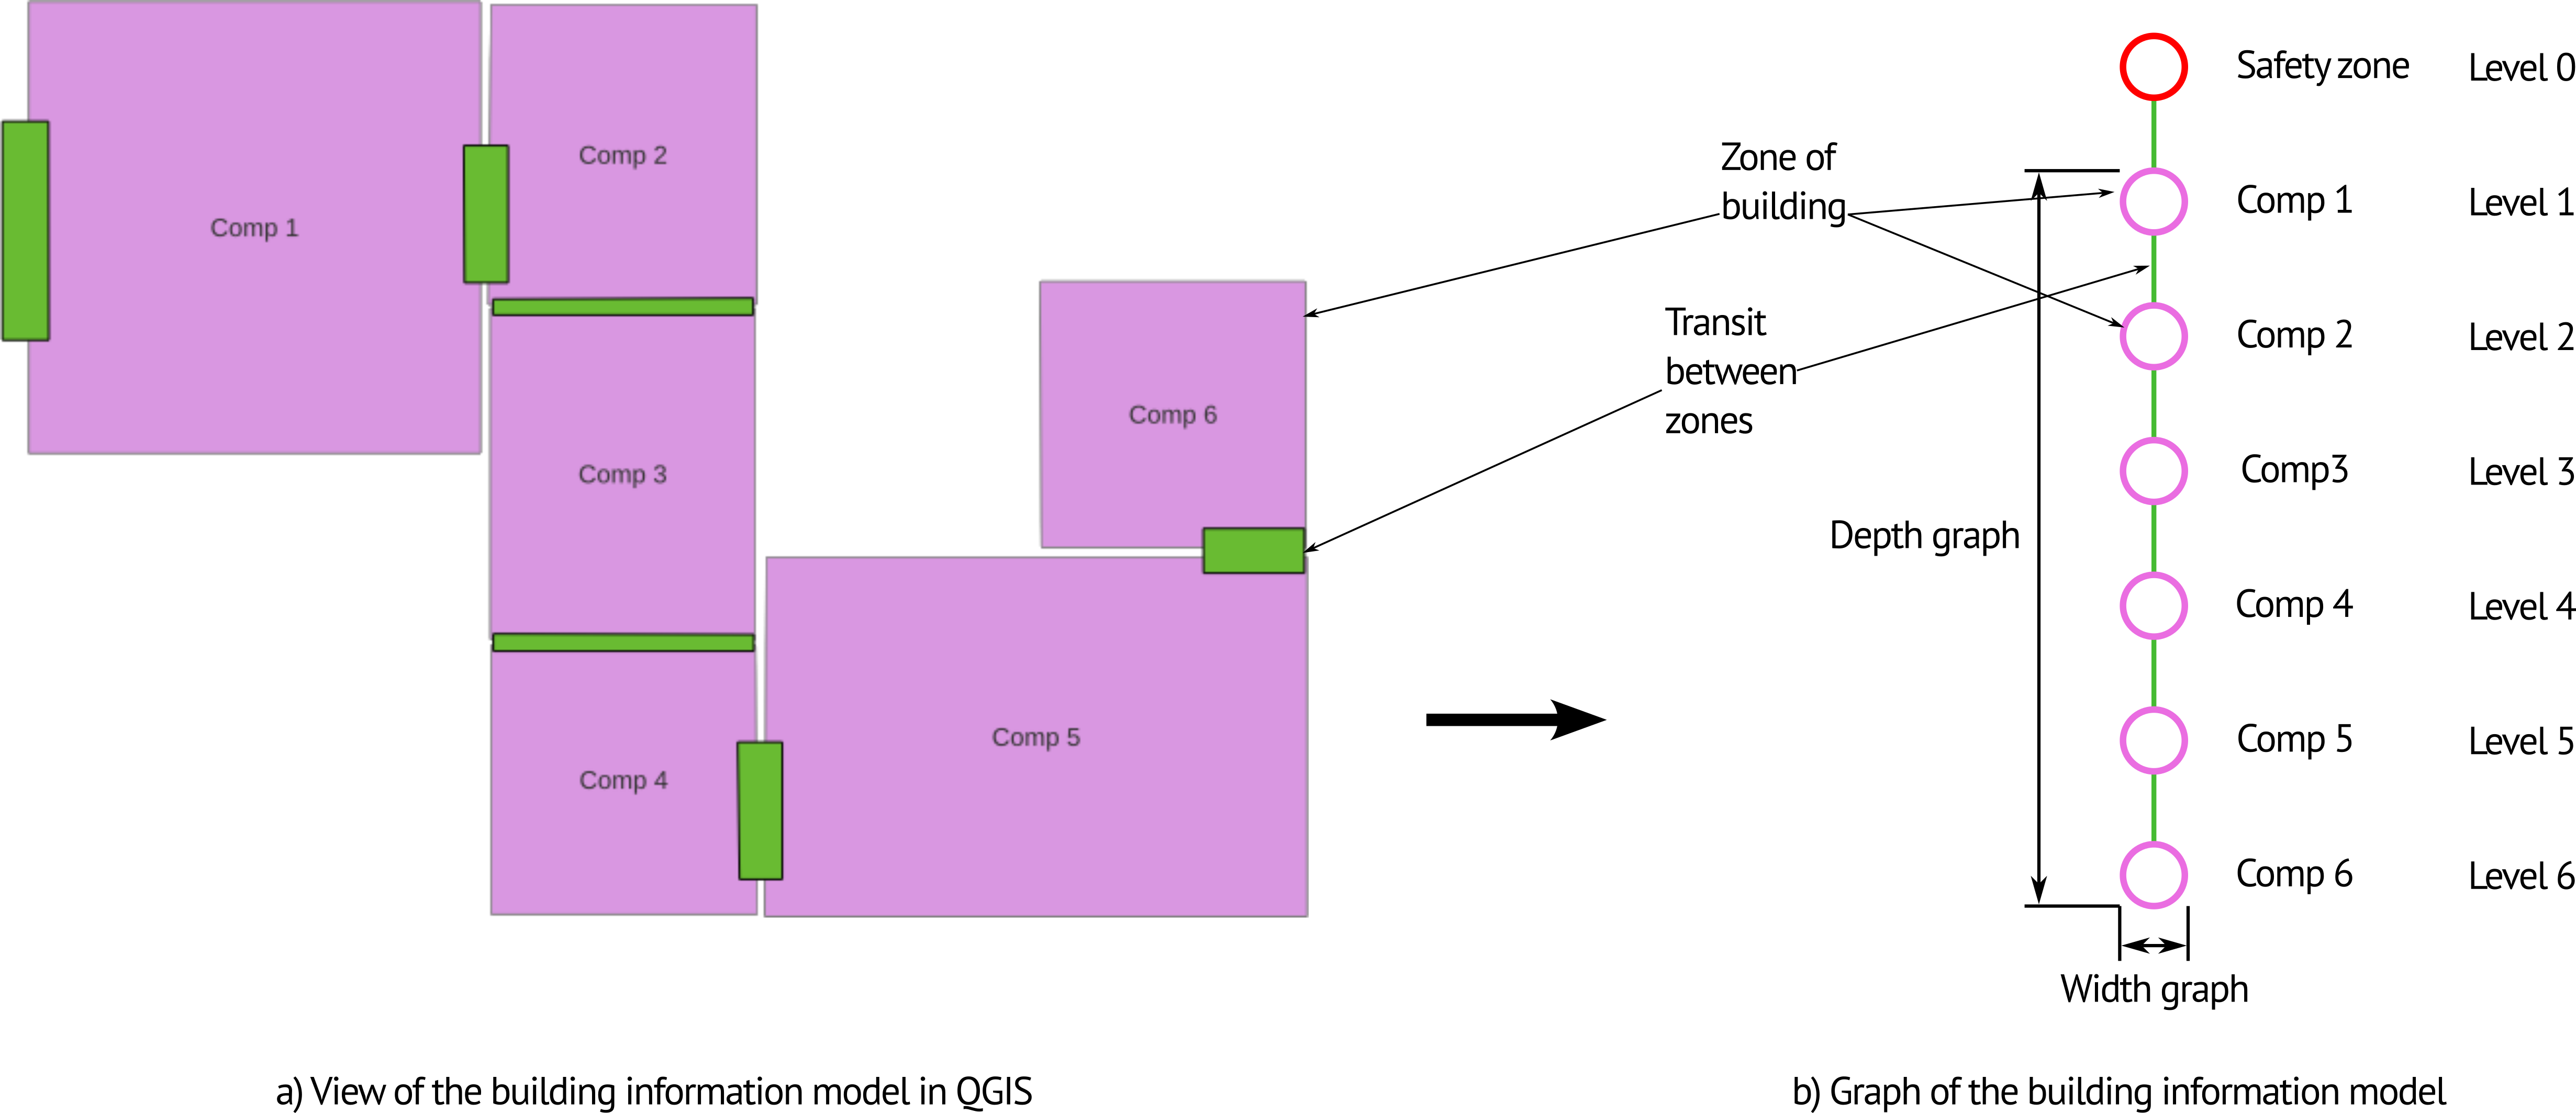 Comp 1
Comp 2
Comp 3
Comp 4
Comp 5
Comp 6
Zone of
building
Transit
between
zones
Depth graph
Width graph
Safety zone Level 0
Comp 1 Level 1
Comp 2 Level 2
Comp3 Level 3
Comp 4 Level 4
Comp 5 Level 5
Comp 6 Level 6
a) View of the building information model in QGIS
b) Graph of the building information model